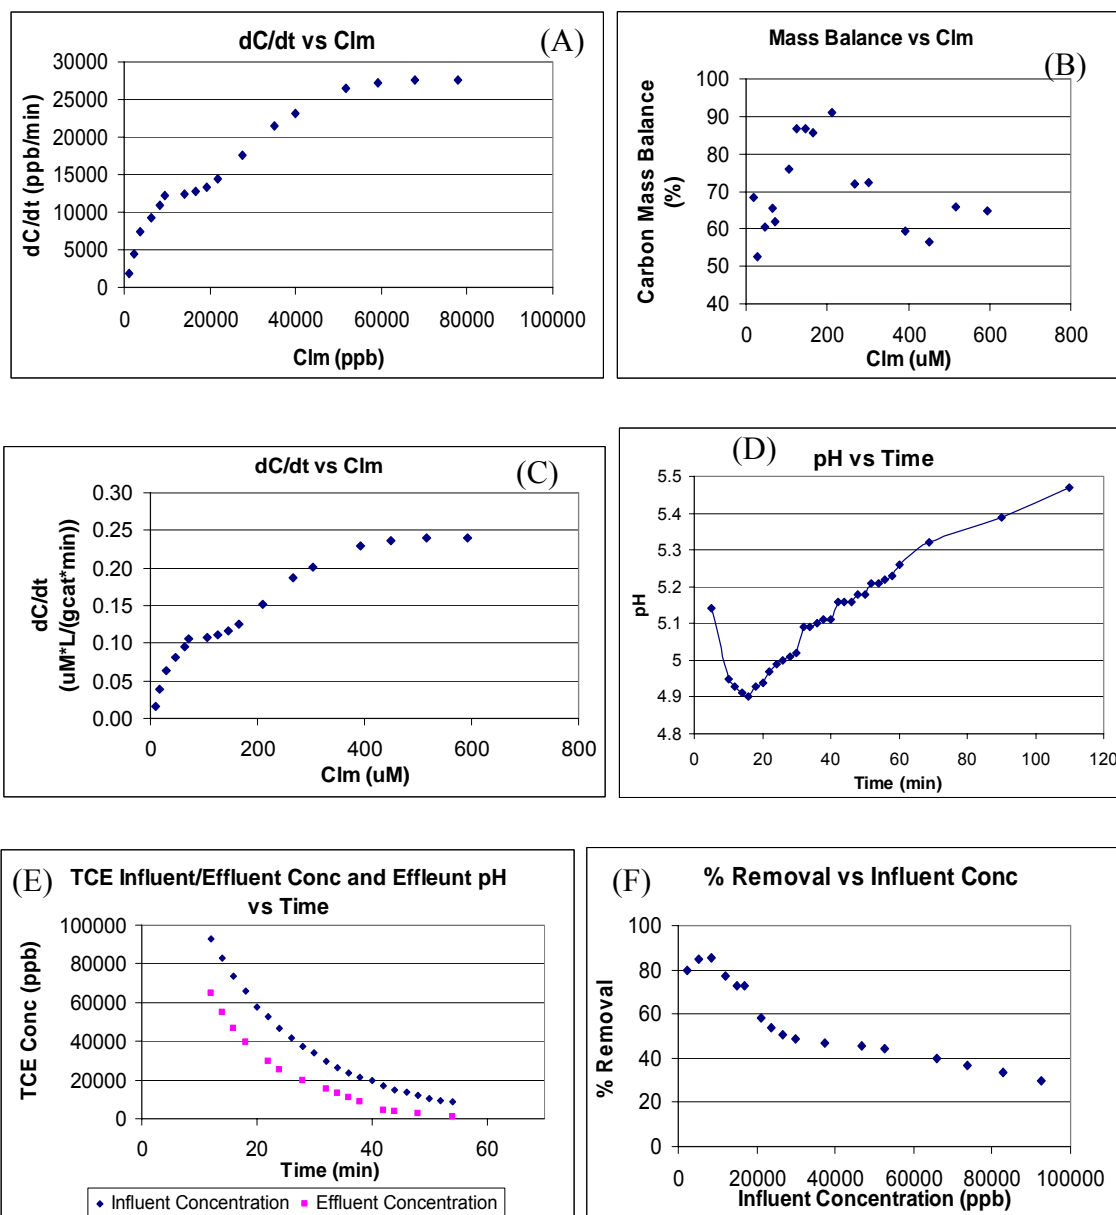 dC/dt vs Clm
(A)
dC/dt (ppb/min)
30000
25000
20000
15000
10000
5000
0
0 20000 40000 60000 80000 100000
Clm (ppb)
Mass Balance vs Clm
(B)
Carbon Mass Balance
(%)
100
90
80
70
60
50
40
0 200 400 600 800
Clm (uM)
dC/dt vs Clm
(C)
dC/dt
(uM*L/(gcat*min))
0.30
0.25
0.20
0.15
0.10
0.05
0.00
0 200 400 600 800
Clm (uM)
(D)
pH vs Time
pH
5.5
5.4
5.3
5.2
5.1
5
4.9
4.8
0 20 40 60 80 100 120
Time (min)
(E)
TCE Influent/Effluent Conc and Effleunt pH
vs Time
TCE Conc (ppb)
100000
80000
60000
40000
20000
0
0 20 40 60
Time (min)
Influent Concentration Effluent Concentration
(F)
% Removal vs Influent Conc
% Removal
100
80
60
40
20
0
0 20000 40000 60000 80000 100000
Influent Concentration (ppb)